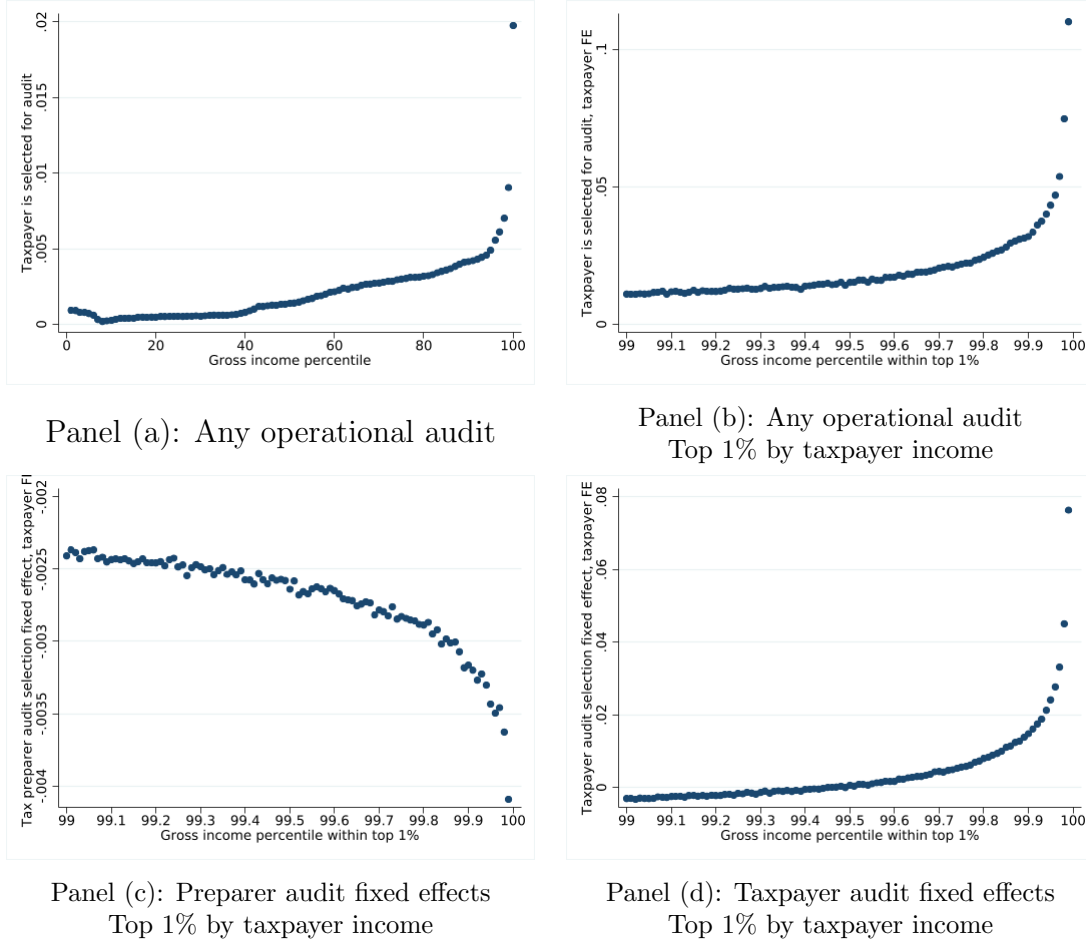 Taxpayer is selected for audit
.02
.015
.01
.005
0
0 20 40 60 80 100
Gross income percentile
Panel (a): Any operational audit
Taxpayer is selected for audit, taxpayer FE
.1
.05
0
99 99.1 99.2 99.3 99.4 99.5 99.6 99.7 99.8 99.9 100
Gross income percentile within top 1%
Panel (b): Any operational audit
Top 1% by taxpayer income
Tax preparer audit selection fixed effect, taxpayer
-.002
-.0025
-.003
-.0035
-.004
99 99.1 99.2 99.3 99.4 99.5 99.6 99.7 99.8 99.9 100
Gross income percentile within top 1%
Panel (c): Preparer audit fixed effects
Top 1% by taxpayer income
Taxpayer audit selection fixed effect, taxpayer FE
.08
.06
.04
.02
0
99 99.1 99.2 99.3 99.4 99.5 99.6 99.7 99.8 99.9 100
Gross income percentile within top 1%
Panel (d): Taxpayer audit fixed effects
Top 1% by taxpayer income